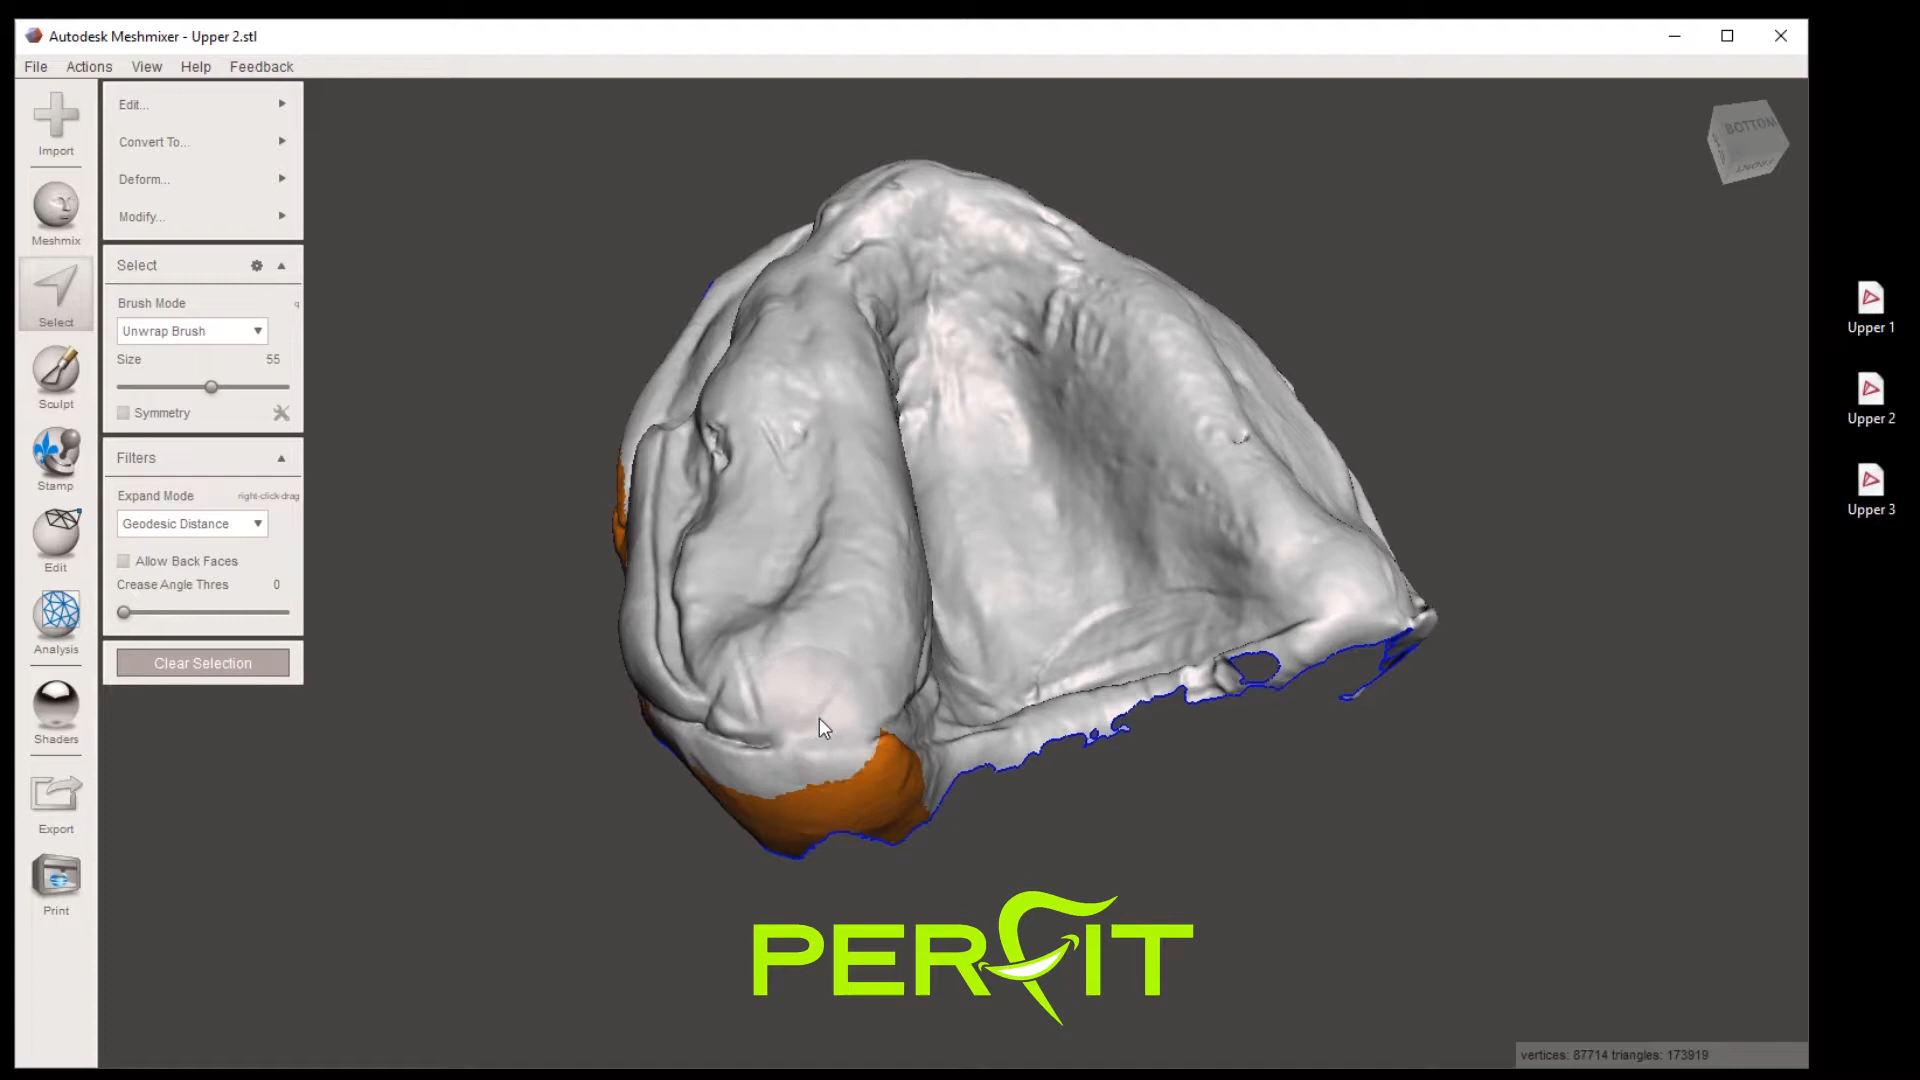 Autodesk Meshmixer - Upper 2.stl
File Actions View Help Feedback
Import
Meshmix
Select
Sculpt
Stamp
Edit
Analysis
Shaders
Export
Print
Edit...
Convert To...
Deform...
Modify...
Select
Brush Mode q
Unwrap Brush
Size 55
Symmetry
Filters
Expand Mode right-click-drag
Geodesic Distance
Allow Back Faces
Crease Angle Thres 0
Clear Selection
BOTTOM
FRONT
Upper 1
Upper 2
Upper 3
PERFIT
vertices: 87714 triangles: 173919